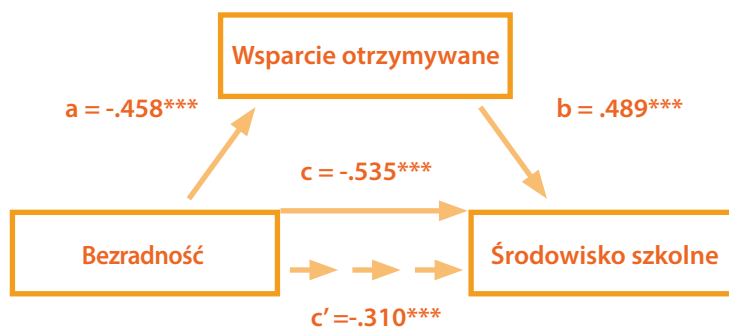 Wsparcie otrzymywane
a = -.458***
b = .489***
c = -.535***
Bezradność
Środowisko szkolne
c’ =-.310***